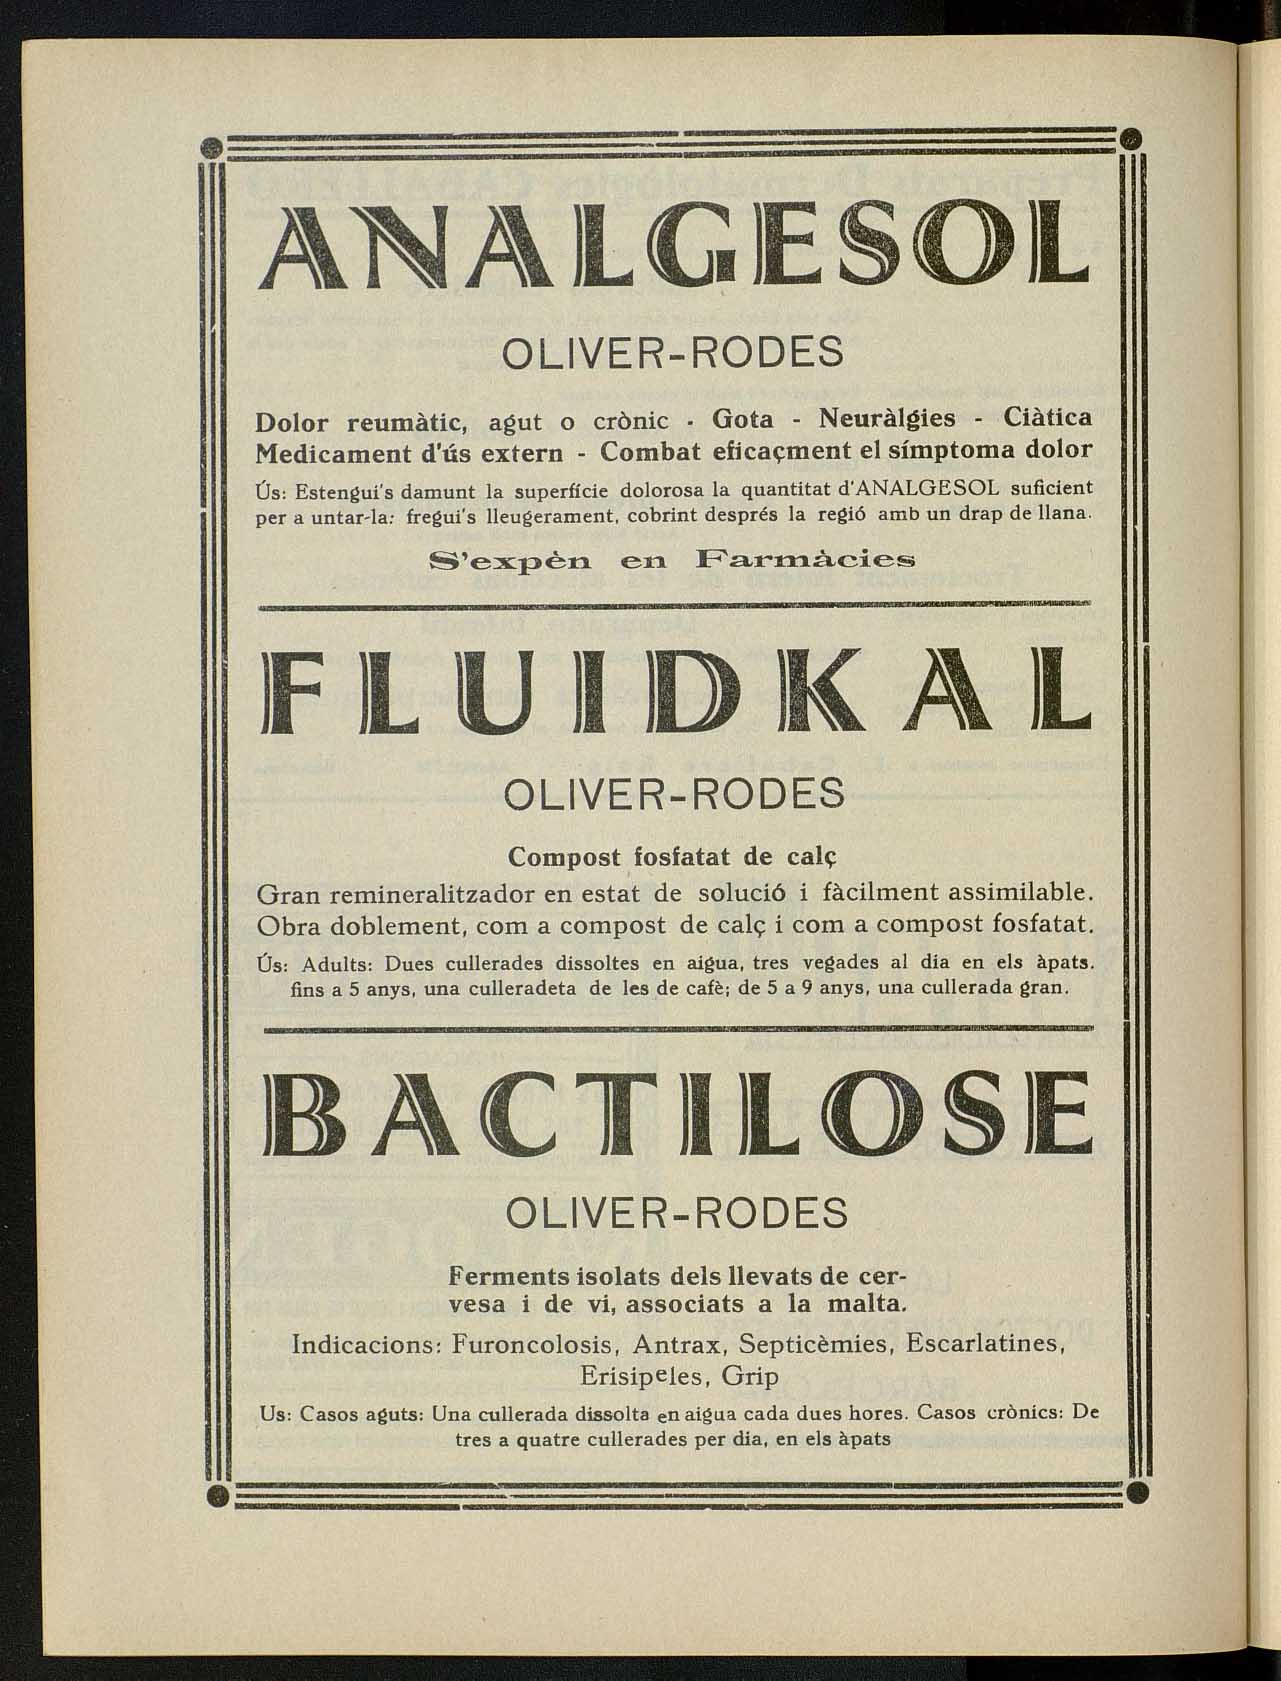 ANALGESOL
OLIVER-RODES
Dolor reumàtic, agut o crònic - Gota - Neuràlgies - Ciàtica
Medicament d'ús extern - Combat eficaçment el símptoma dolor
Ús: Estengui's damunt la superfície dolorosa la quantitat d'ANALGESOL suficient
per a untar-la: fregui's lleugerament, cobrint després la regió amb un drap de llana.
S'expèn en Farmàcies
FLUIDKAL
OLIVER-RODES
Compost fosfatat de calç
Gran remineralitzador en estat de solució i fàcilment assimilable.
Obra doblement, com a compost de calç i com a compost fosfatat.
Ús: Adults: Dues cullerades dissoltes en aigua, tres vegades al dia en els àpats.
fins a 5 anys, una culleradeta de les de cafè; de 5 a 9 anys, una cullerada gran.
BACTILOSE
OLIVER-RODES
Ferments isolats dels llevats de cer-
vesa i de vi, associats a la malta.
Indicacions: Furoncolosis, Antrax, Septicèmies, Escarlatines,
Erisipeles, Grip
Us: Casos aguts: Una cullerada dissolta en aigua cada dues hores. Casos crònics: De
tres a quatre cullerades per dia, en els àpats